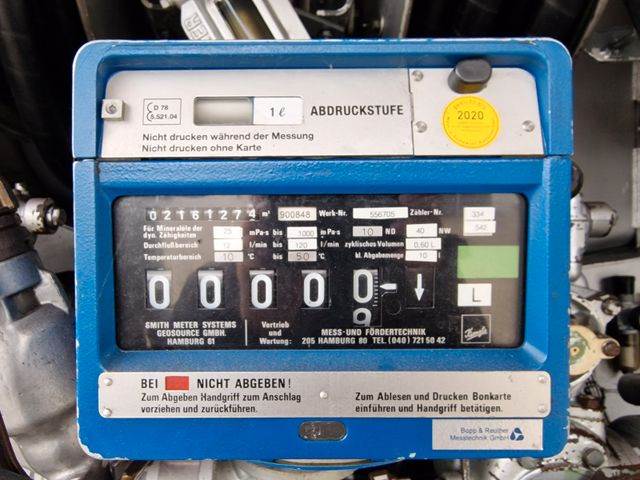 D 78
5.521.04
1 ℓ ABDRUCKSTUFE
2020
Nicht drucken während der Messung
Nicht drucken ohne Karte
02161274 m³ 900848 Werk-Nr. 556705 Zähler-Nr. 334
Für Mineralöle der
dyn. Zähigkeiten 25 mPa·s bis 1000 mPa·s 10 ND 40 NW 542
Durchflußbereich 12 l/min bis 120 l/min zyklisches Volumen 0,60 L
Temperaturbereich 10 °C bis 50 °C kl. Abgabemenge 10 l
0 0 0 0 0
9
L
SMITH METER SYSTEMS
GEOSOURCE GMBH.
HAMBURG 61
Vertrieb
und
Wartung:
MESS-UND FÖRDERTECHNIK
205 HAMBURG 80 TEL. (040) 721 50 42
Kienzle
BEI NICHT ABGEBEN!
Zum Abgeben Handgriff zum Anschlag
vorziehen und zurückführen.
Zum Ablesen und Drucken Bonkarte
einführen und Handgriff betätigen.
Bopp & Reuther
Messtechnik GmbH